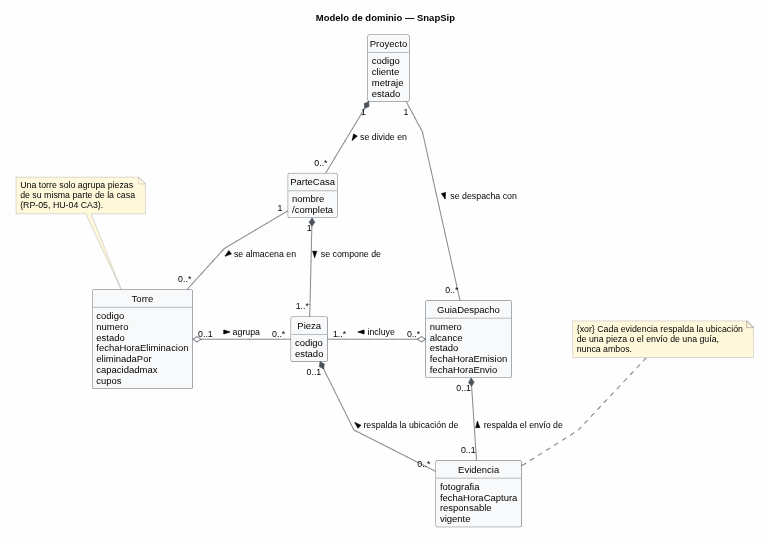 Modelo de dominio — SnapSip
Proyecto
codigo
cliente
metraje
estado
1
1
se divide en
0..*
ParteCasa
nombre
/completa
Una torre solo agrupa piezas
de su misma parte de la casa
(RP-05, HU-04 CA3).
se despacha con
1
1
se almacena en
se compone de
0..*
0..*
Torre
codigo
numero
estado
fechaHoraEliminacion
eliminadaPor
capacidadmax
cupos
1..*
Pieza
codigo
estado
GuiaDespacho
numero
alcance
estado
fechaHoraEmision
fechaHoraEnvio
0..1
agrupa
0..*
1..*
incluye
0..*
{xor} Cada evidencia respalda la ubicación
de una pieza o el envío de una guía,
nunca ambos.
0..1
0..1
respalda la ubicación de
respalda el envío de
0..*
0..1
Evidencia
fotografia
fechaHoraCaptura
responsable
vigente